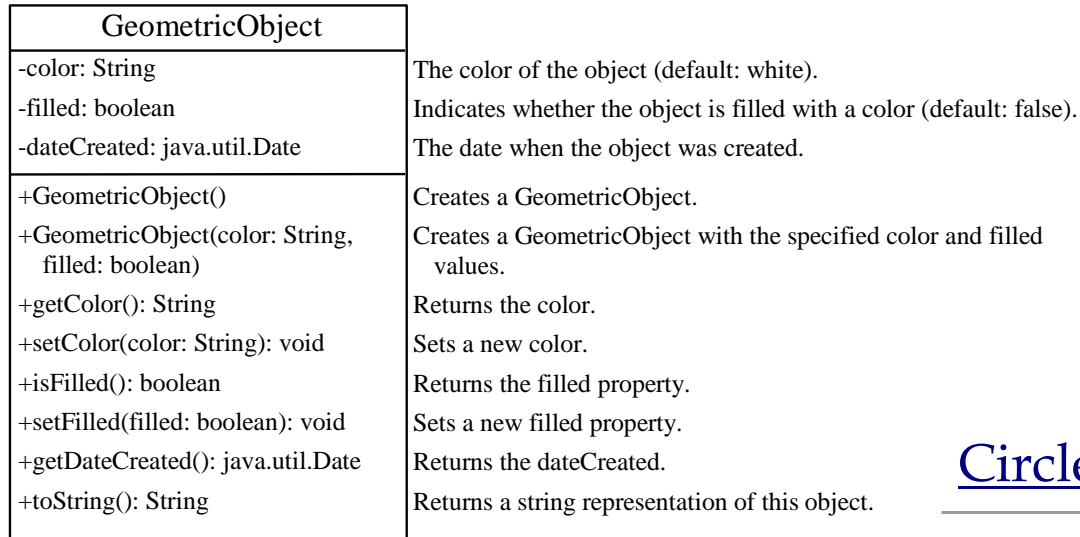 GeometricObject
-color: String The color of the object (default: white).
-filled: boolean Indicates whether the object is filled with a color (default: false).
-dateCreated: java.util.Date The date when the object was created.
+GeometricObject() Creates a GeometricObject.
+GeometricObject(color: String, Creates a GeometricObject with the specified color and filled
filled: boolean) values.
+getColor(): String Returns the color.
+setColor(color: String): void Sets a new color.
+isFilled(): boolean Returns the filled property.
+setFilled(filled: boolean): void Sets a new filled property.
+getDateCreated(): java.util.Date Returns the dateCreated.
+toString(): String Returns a string representation of this object.
Circle